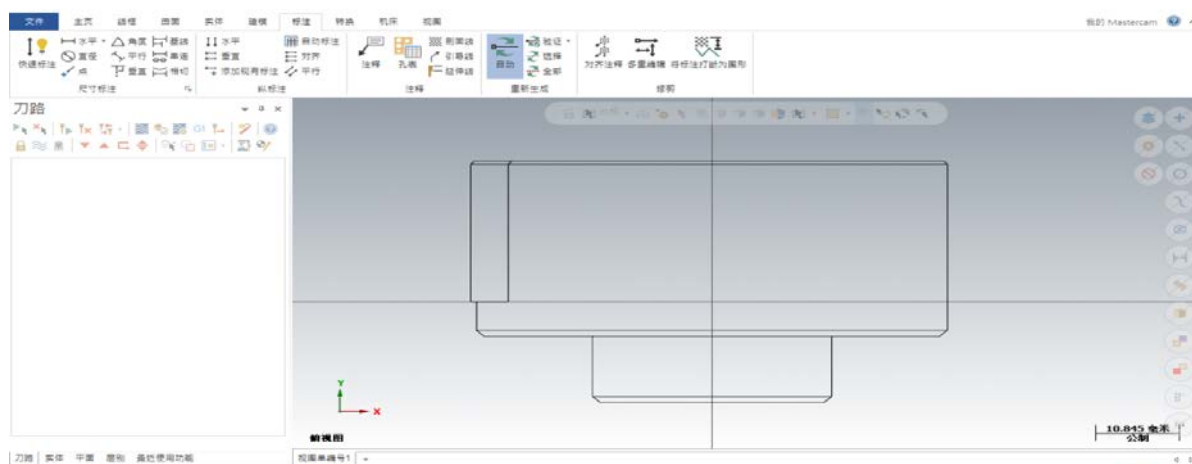 文件 主页 线框 曲面 实体 建模 标注 转换 机床 视图 我的 Mastercam
水平 角度 基线 水平 自动标注 剖面线 验证
快速标注 直径 平行 串连 垂直 对齐 注释 孔表 引导线 自动 选择 对齐注释 多重编辑 将标注打断为图形
点 垂直 相切 添加现有标注 平行 延伸线 全部
尺寸标注 纵标注 注释 重新生成 修剪
刀路
Y
X
俯视图
10.845 毫米
公制
刀路 实体 平面 层别 最近使用功能 视图单编号1